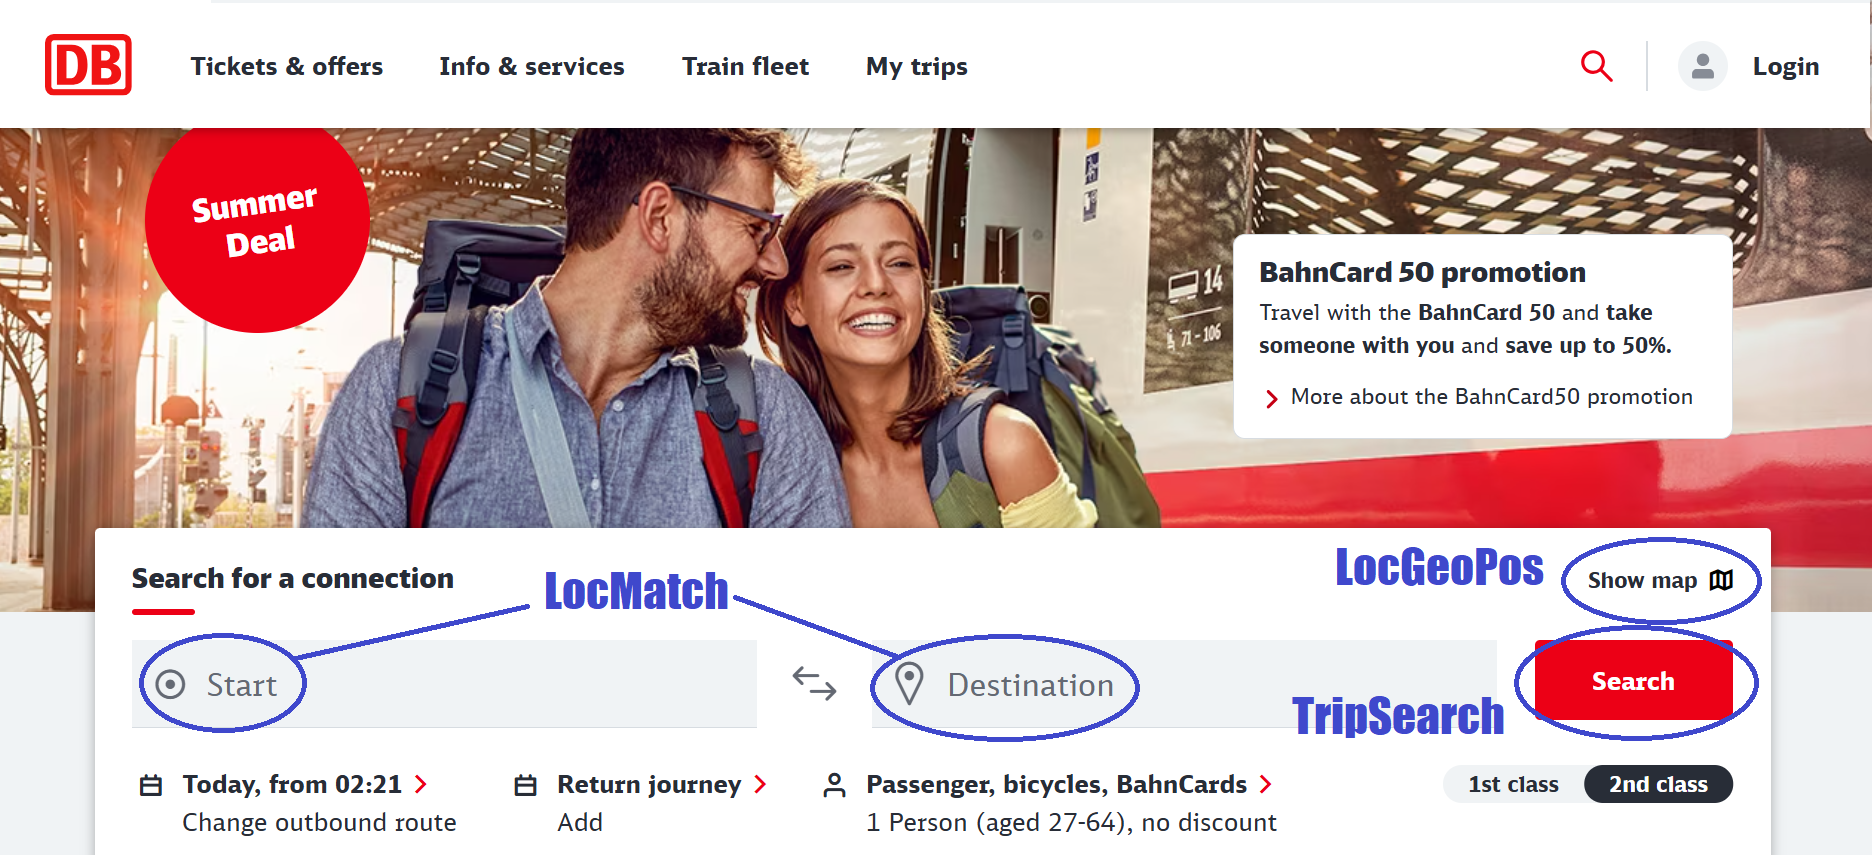 DB
Tickets & offers
Info & services
Train fleet
My trips
Login
Summer
Deal
14
71 - 106
BahnCard 50 promotion
Travel with the BahnCard 50 and take
someone with you and save up to 50%.
More about the BahnCard50 promotion
Search for a connection
LocMatch
LocGeoPos
Show map
Start
Destination
TripSearch
Search
Today, from 02:21
Change outbound route
Return journey
Add
Passenger, bicycles, BahnCards
1 Person (aged 27-64), no discount
1st class
2nd class